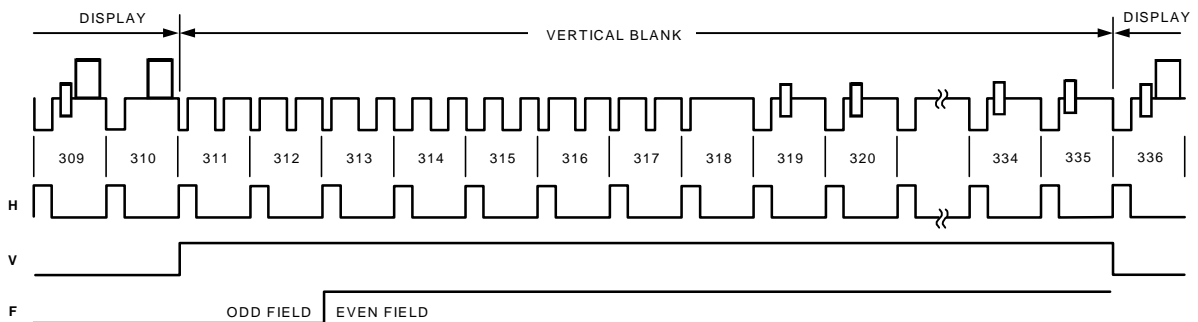 DISPLAY DISPLAY
VERTICAL BLANK
309 310 311 312 313 314 315 316 317 318 319 320 334 335 336
H
V
F ODD FIELD EVEN FIELD